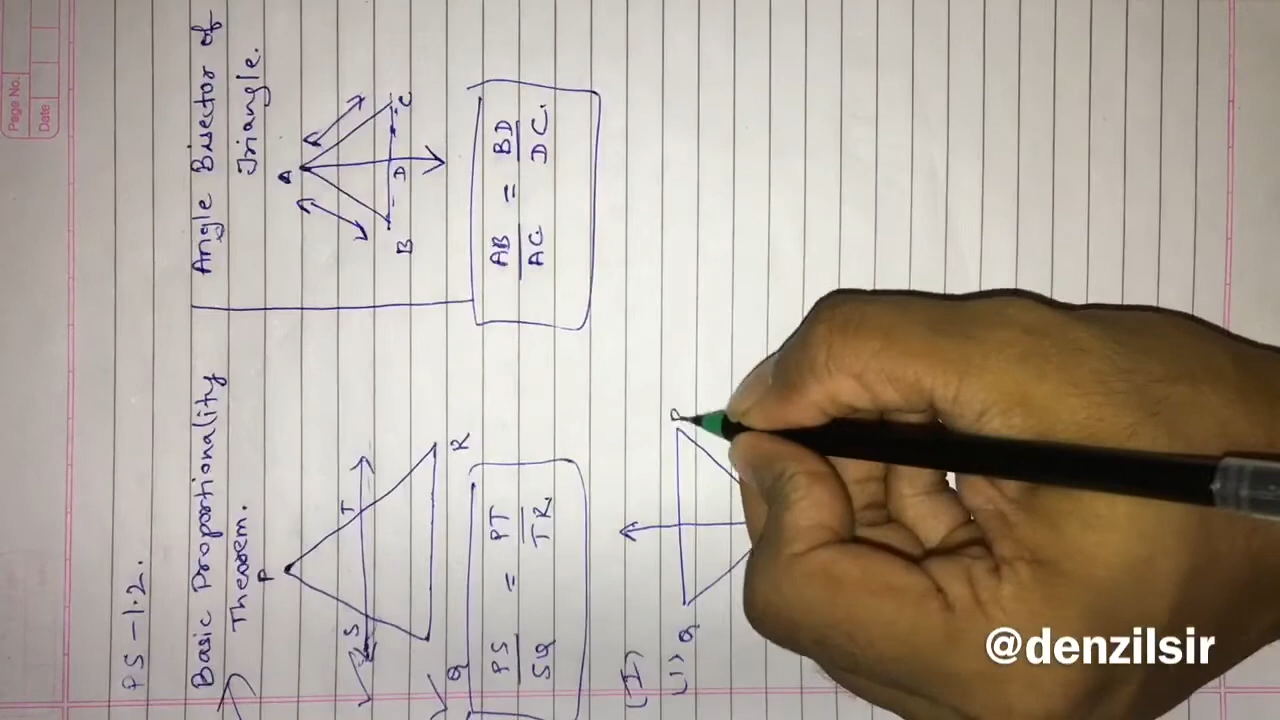 Page No.
Date
PS-1.2.
Basic Proportionality
Theorem.
P
S
T
Q
R
PS = PT
SQ TR
Angle Bisector of
Triangle.
A
B
D
C
AB = BD
AC DC
(I)
(1)
Q
P
@denzilsir